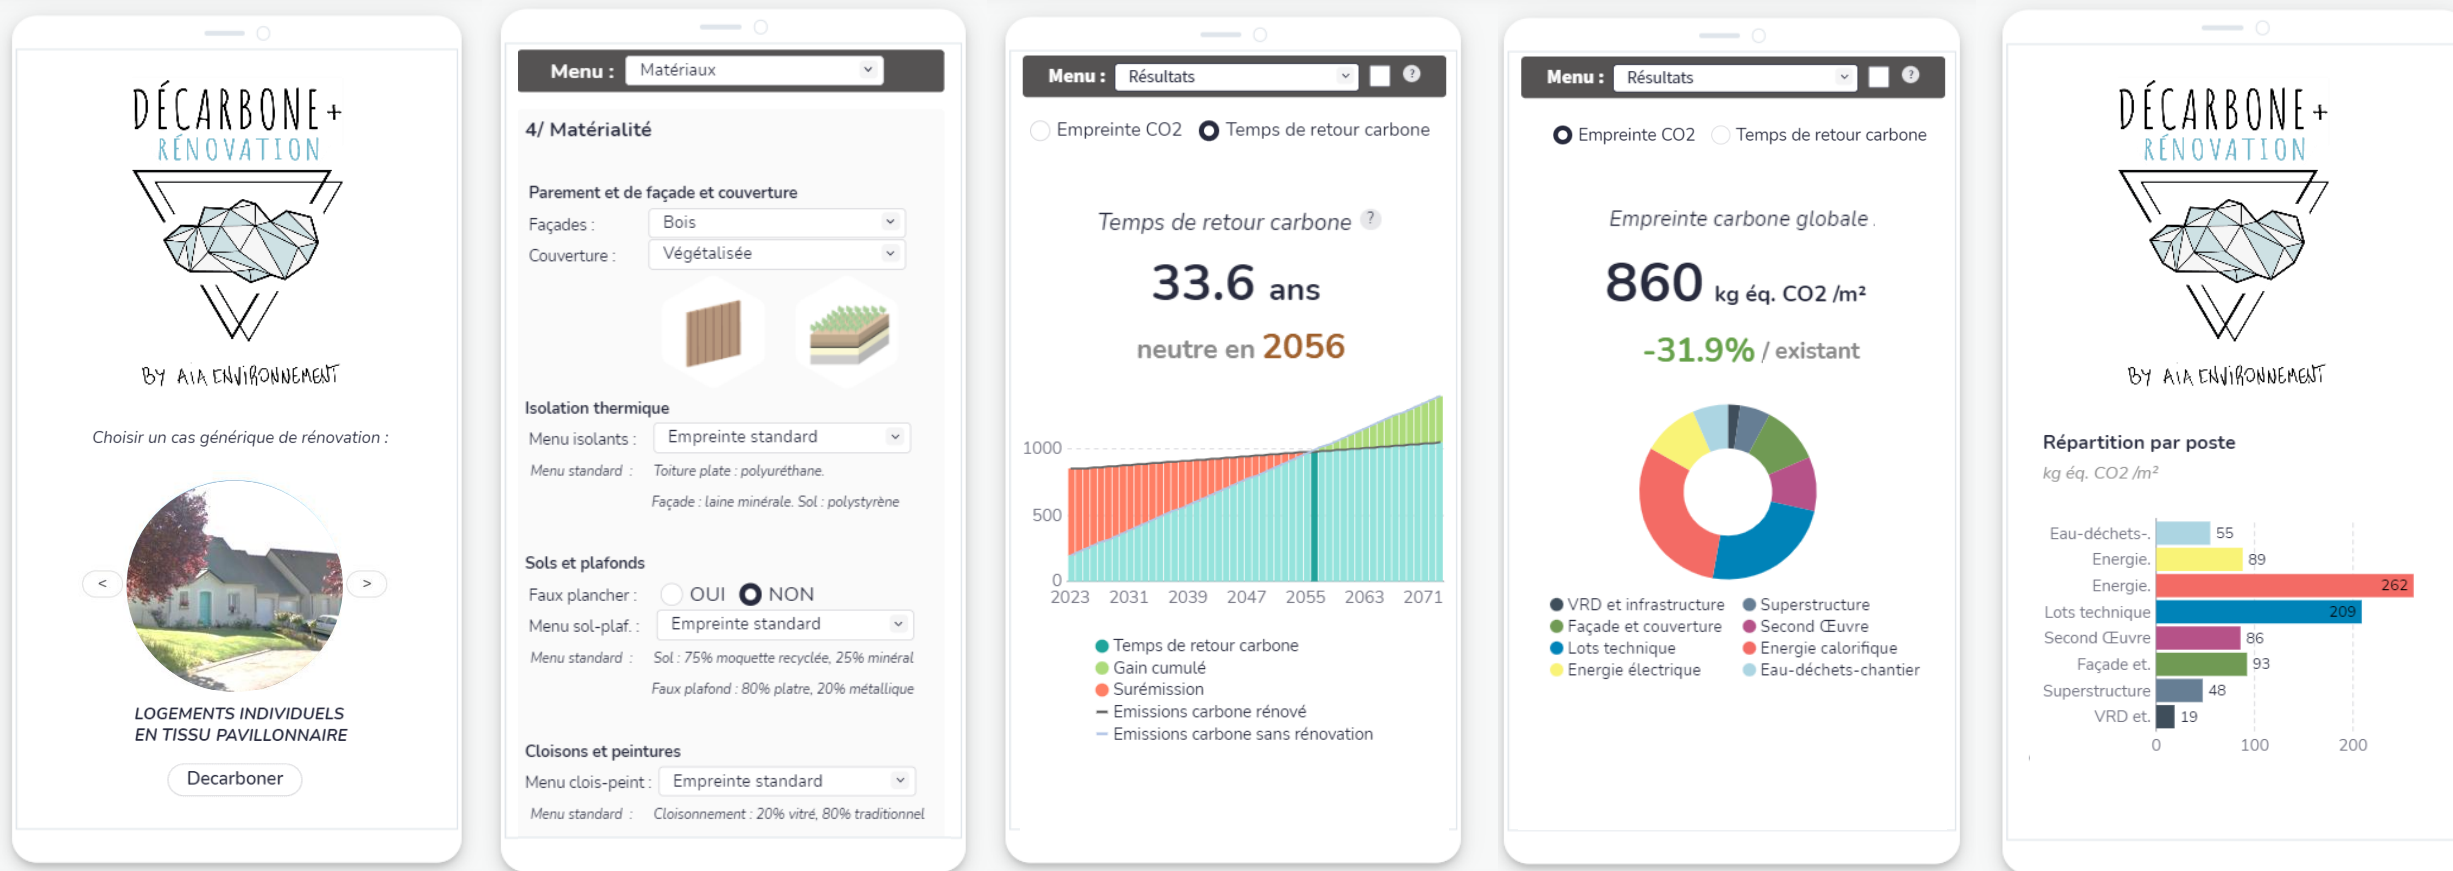 DÉCARBONE+
RÉNOVATION
BY AIA ENVIRONNEMENT
Choisir un cas générique de rénovation :
<
>
LOGEMENTS INDIVIDUELS
EN TISSU PAVILLONNAIRE
Decarboner
Menu : Matériaux
4/ Matérialité
Parement et de façade et couverture
Façades : Bois
Couverture : Végétalisée
Isolation thermique
Menu isolants : Empreinte standard
Menu standard : Toiture plate : polyuréthane.
Façade : laine minérale. Sol : polystyrène
Sols et plafonds
Faux plancher : OUI NON
Menu sol-plaf. : Empreinte standard
Menu standard : Sol : 75% moquette recyclée, 25% minéral
Faux plafond : 80% platre, 20% métallique
Cloisons et peintures
Menu clois-peint : Empreinte standard
Menu standard : Cloisonnement : 20% vitré, 80% traditionnel
Menu : Résultats ?
Empreinte CO2 Temps de retour carbone
Temps de retour carbone ?
33.6 ans
neutre en 2056
1000
500
0
2023 2031 2039 2047 2055 2063 2071
Temps de retour carbone
Gain cumulé
Surémission
Emissions carbone rénové
Emissions carbone sans rénovation
Menu : Résultats ?
Empreinte CO2 Temps de retour carbone
Empreinte carbone globale .
860 kg éq. CO2 /m²
-31.9% / existant
VRD et infrastructure Superstructure
Façade et couverture Second Œuvre
Lots technique Energie calorifique
Energie électrique Eau-déchets-chantier
DÉCARBONE+
RÉNOVATION
BY AIA ENVIRONNEMENT
Répartition par poste
kg éq. CO2 /m²
Eau-déchets-. 55
Energie. 89
Energie. 262
Lots technique 209
Second Œuvre 86
Façade et. 93
Superstructure 48
VRD et. 19
0 100 200